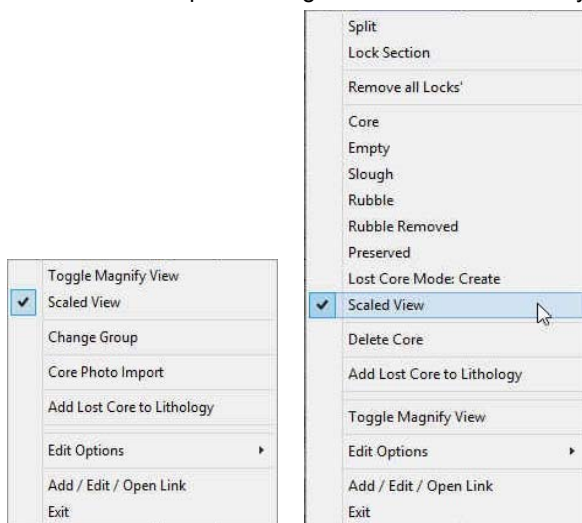 Toggle Magnify View
Scaled View
Change Group
Core Photo Import
Add Lost Core to Lithology
Edit Options
Add / Edit / Open Link
Exit
Split
Lock Section
Remove all Locks'
Core
Empty
Slough
Rubble
Rubble Removed
Preserved
Lost Core Mode: Create
Scaled View
Delete Core
Add Lost Core to Lithology
Toggle Magnify View
Edit Options
Add / Edit / Open Link
Exit